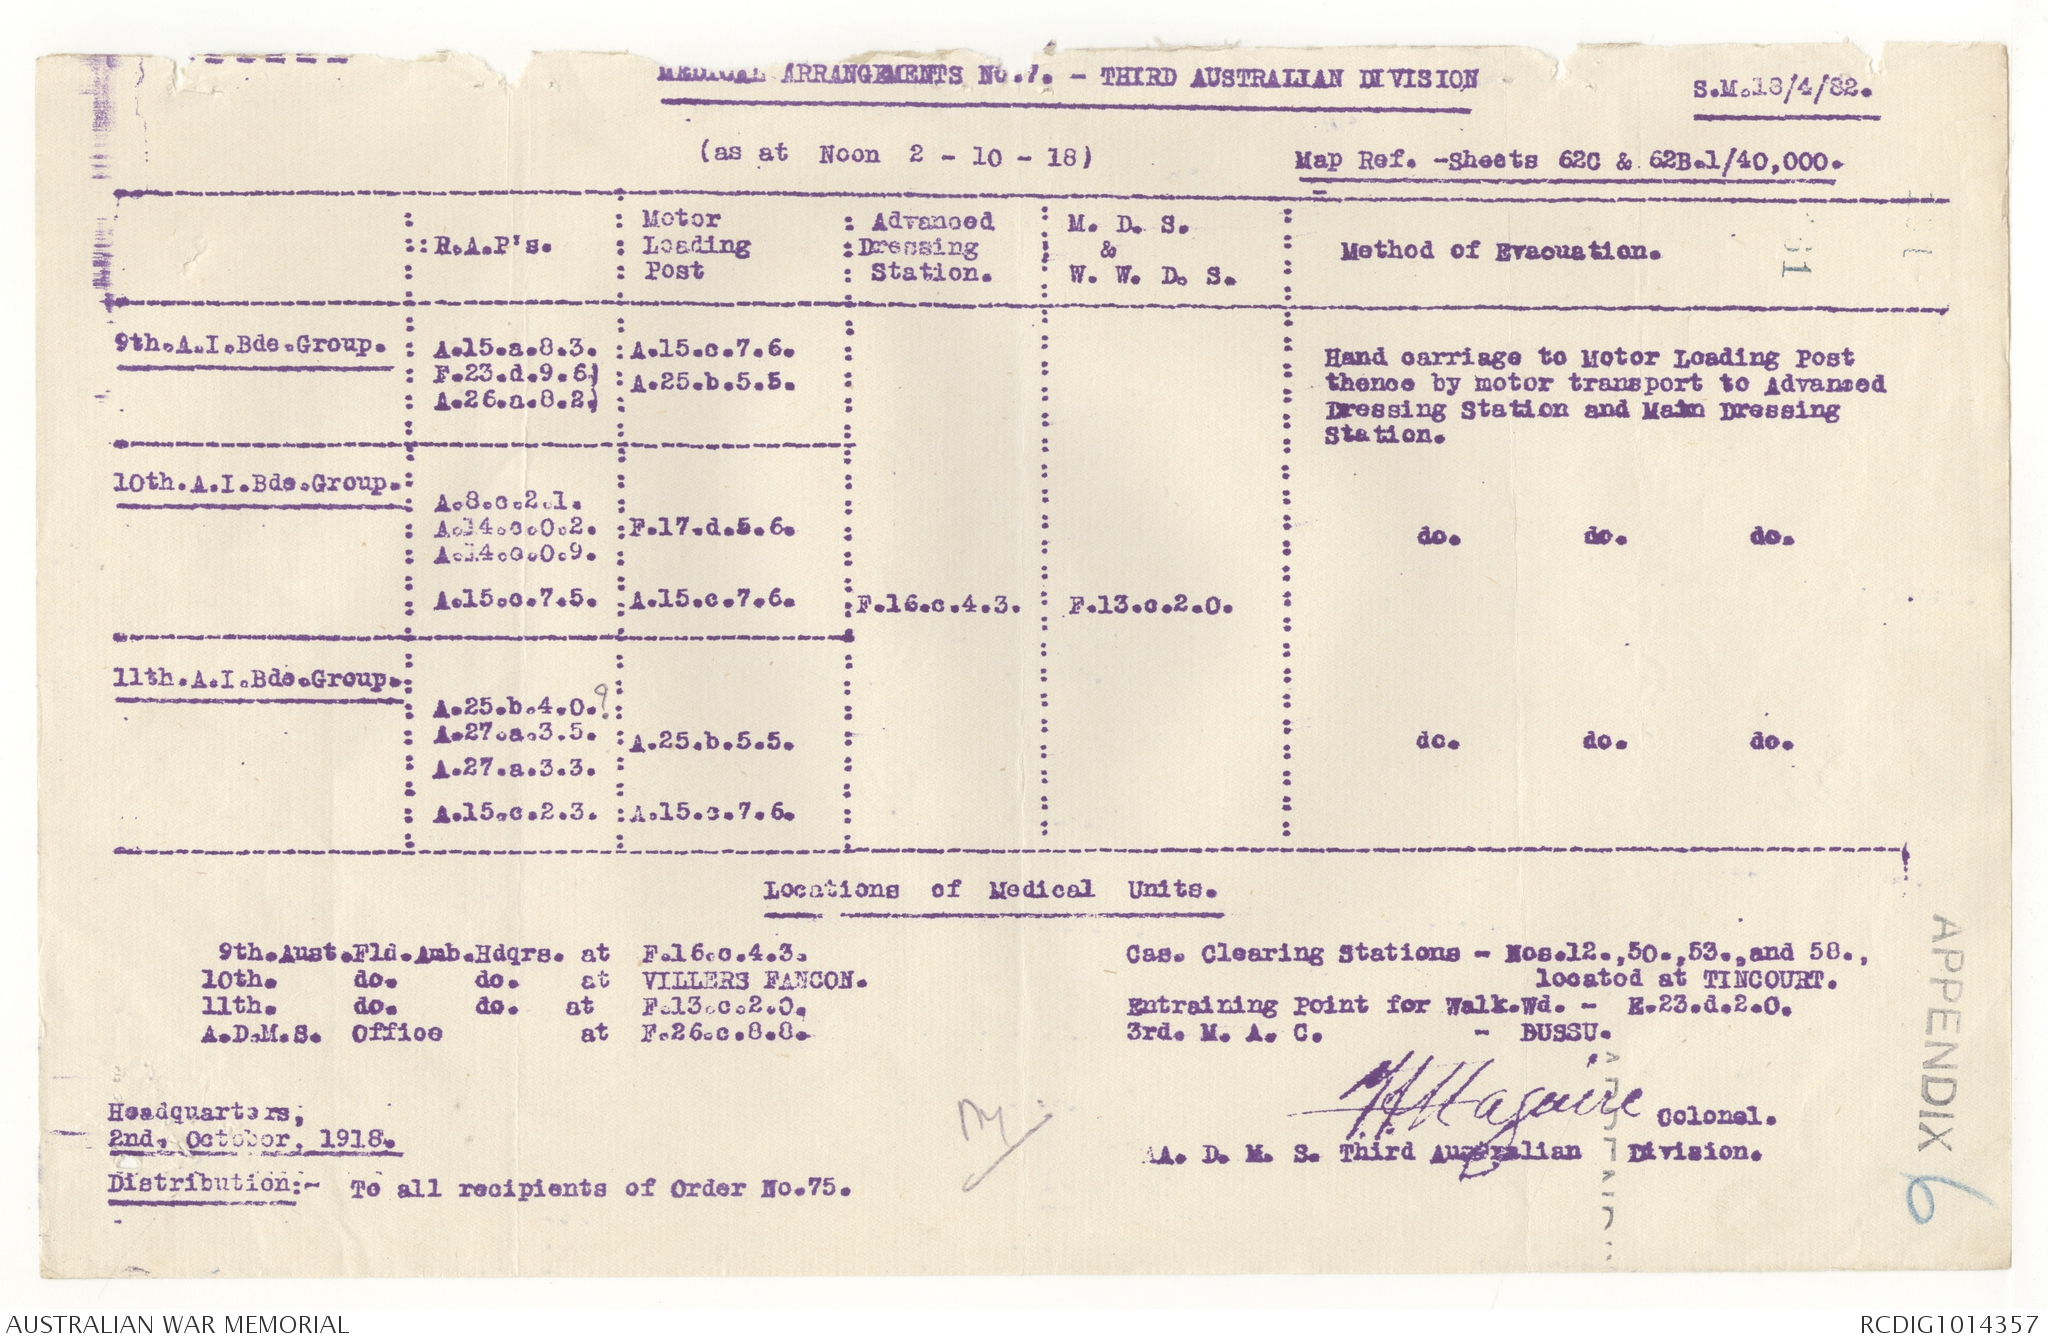 MEDICAL ARRANGEMENTS No.7. - THIRD AUSTRALIAN DIVISION
S.M.18/4/82.
(as at Noon 2 - 10 - 18)
Map Ref. -Sheets 62C & 62B.1/40,000.
R.A.P's.
Motor
Loading
Post
Advanced
Dressing
Station.
M. D. S.
&
W. W. D. S.
Method of Evacuation.
9th.A.I.Bde.Group.
A.15.a.8.3.
F.23.d.9.6)
A.26.a.8.2)
A.15.c.7.6.
A.25.b.5.5.
Hand carriage to Motor Loading Post
thence by motor transport to Advanced
Dressing Station and Main Dressing
Station.
10th.A.I.Bde.Group.
A.8.c.2.1.
A.14.c.0.2.
A.14.c.0.9.
A.15.c.7.5.
F.17.d.5.6.
A.15.c.7.6.
F.16.c.4.3.
F.13.c.2.0.
do. do. do.
11th.A.I.Bde.Group.
A.25.b.4.0.?
A.27.a.3.5.
A.27.a.3.3.
A.15.c.2.3.
A.25.b.5.5.
A.15.c.7.6.
do. do. do.
Locations of Medical Units.
9th.Aust.Fld.Amb.Hdqrs. at F.16.c.4.3.
10th. do. do. at VILLERS FANCON.
11th. do. do. at F.13.c.2.0.
A.D.M.S. Office at F.26.c.8.8.
Cas. Clearing Stations - Nos.12.,50.,53.,and 58.,
located at TINCOURT.
Entraining Point for Walk.Wd. - E.23.d.2.0.
3rd. M. A. C. - BUSSU.
Maguire Colonel.
A. D. M. S. Third Australian Division.
Headquarters,
2nd. October, 1918.
Distribution:- To all recipients of Order No.75.
APPENDIX 6
AUSTRALIAN WAR MEMORIAL
RCDIG1014357